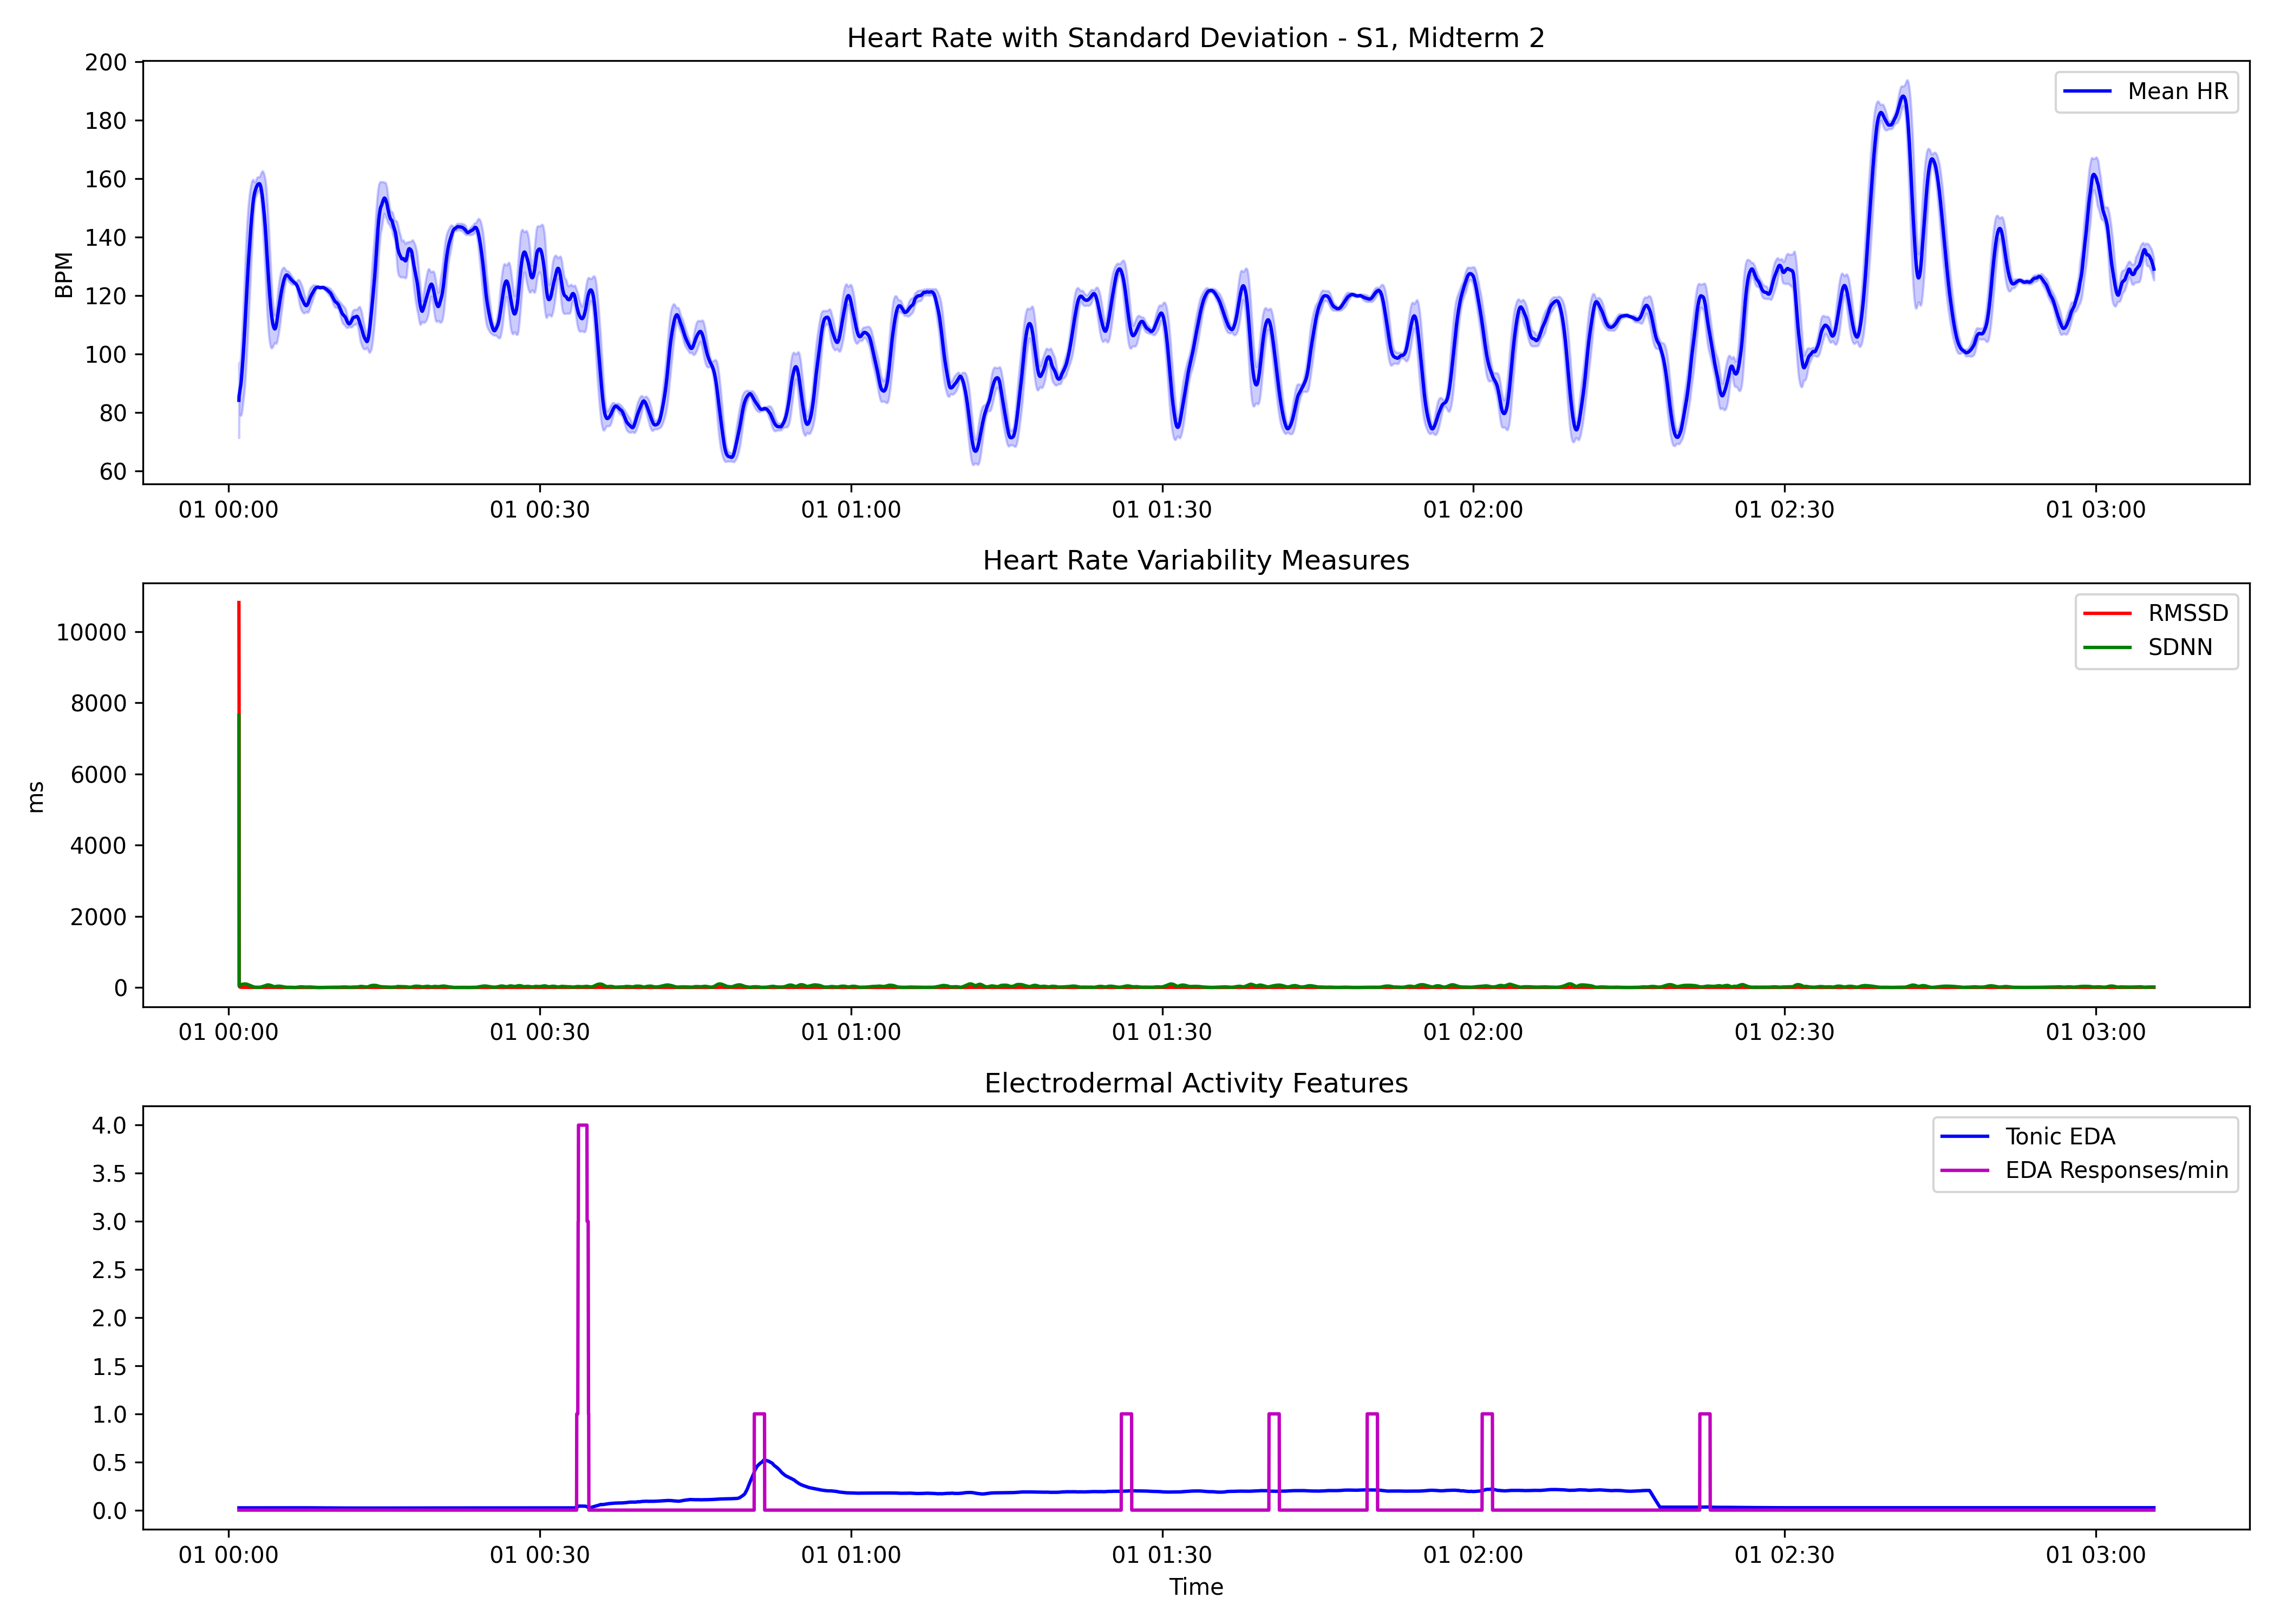 Heart Rate with Standard Deviation - S1, Midterm 2
200
180
160
140
120
100
80
60
BPM
Mean HR
01 00:00 01 00:30 01 01:00 01 01:30 01 02:00 01 02:30 01 03:00
Heart Rate Variability Measures
10000
8000
6000
4000
2000
0
ms
RMSSD
SDNN
01 00:00 01 00:30 01 01:00 01 01:30 01 02:00 01 02:30 01 03:00
Electrodermal Activity Features
4.0
3.5
3.0
2.5
2.0
1.5
1.0
0.5
0.0
Tonic EDA
EDA Responses/min
01 00:00 01 00:30 01 01:00 01 01:30 01 02:00 01 02:30 01 03:00
Time